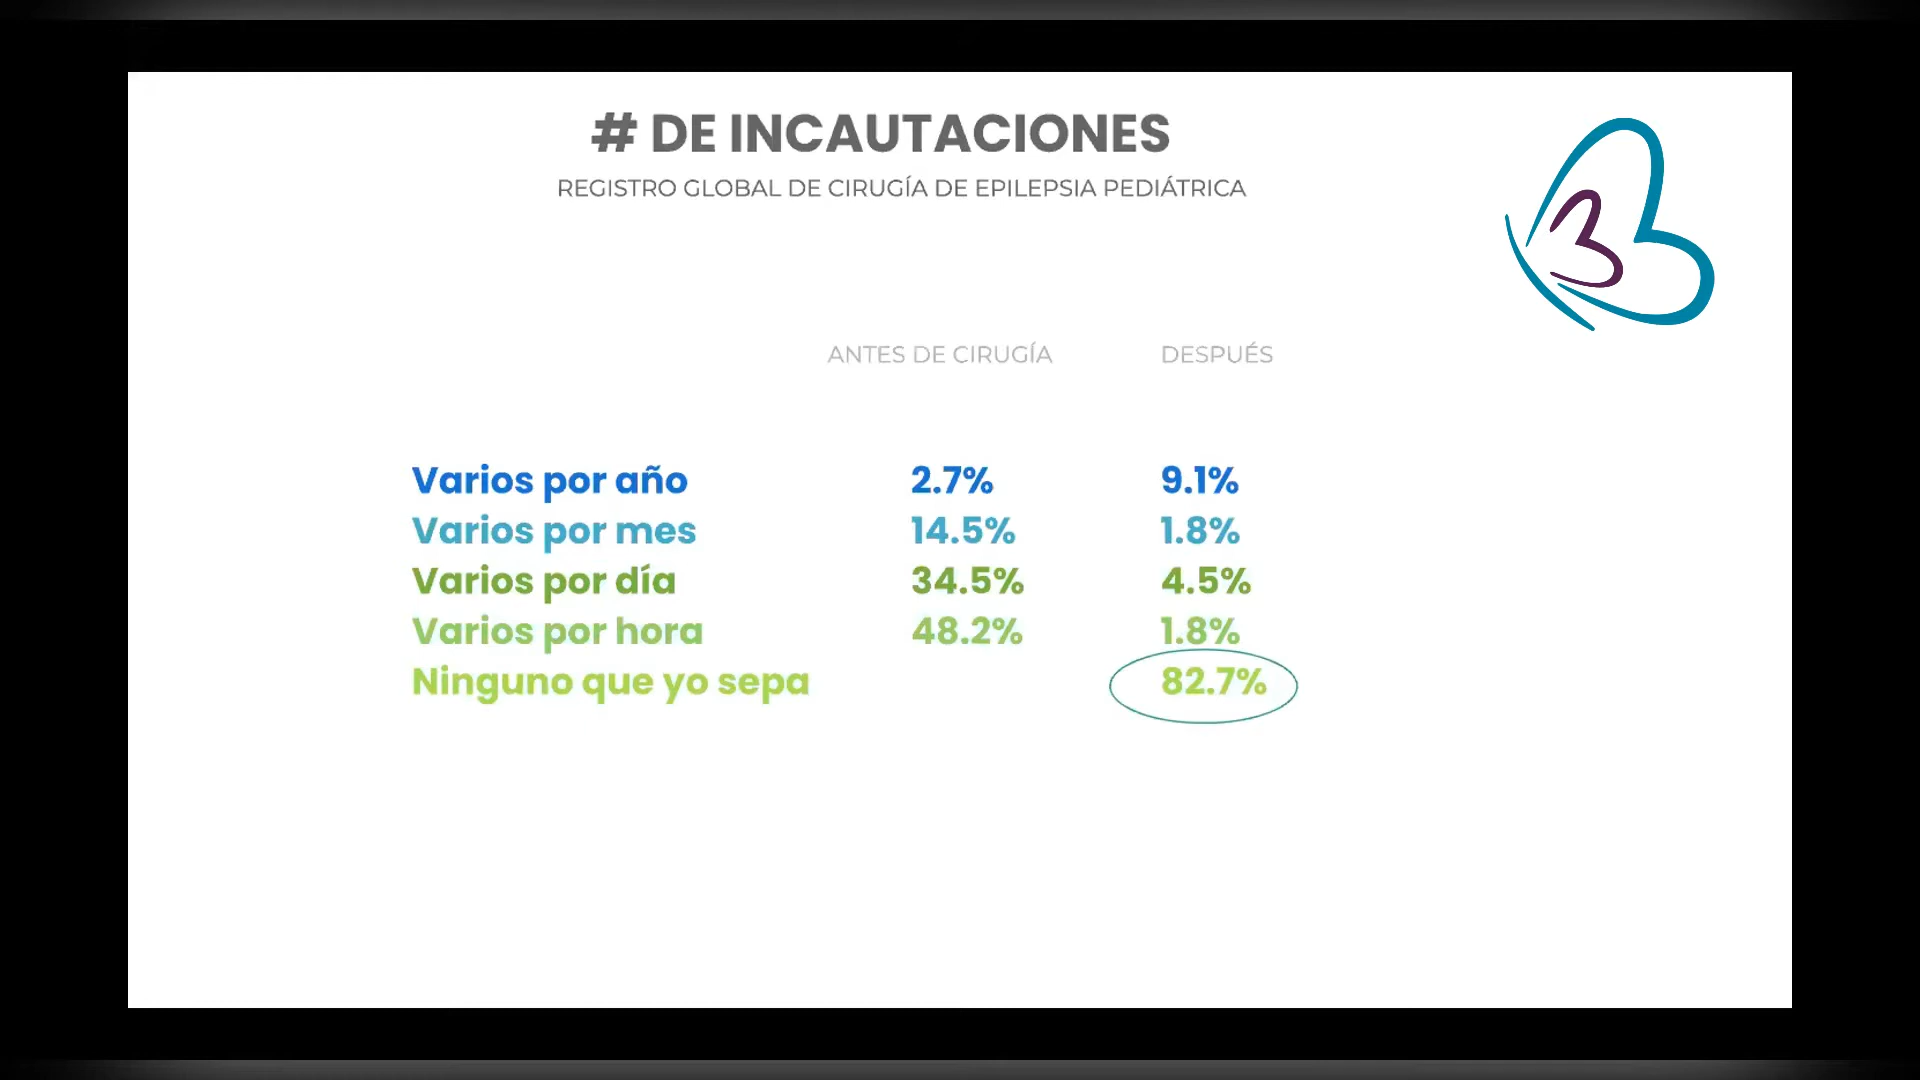 # DE INCAUTACIONES
REGISTRO GLOBAL DE CIRUGÍA DE EPILEPSIA PEDIÁTRICA
ANTES DE CIRUGÍA DESPUÉS
Varios por año 2.7% 9.1%
Varios por mes 14.5% 1.8%
Varios por día 34.5% 4.5%
Varios por hora 48.2% 1.8%
Ninguno que yo sepa 82.7%